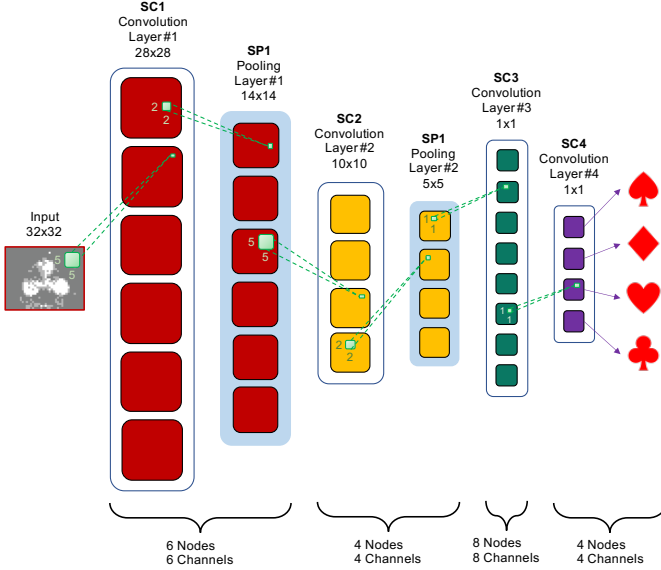 SC1
Convolution
Layer #1
28x28
SP1
Pooling
Layer #1
14x14
SC2
Convolution
Layer #2
10x10
SP1
Pooling
Layer #2
5x5
SC3
Convolution
Layer #3
1x1
SC4
Convolution
Layer #4
1x1
Input
32x32
5
5
2
2
5
5
2
2
1
1
1
1
6 Nodes
6 Channels
4 Nodes
4 Channels
8 Nodes
8 Channels
4 Nodes
4 Channels